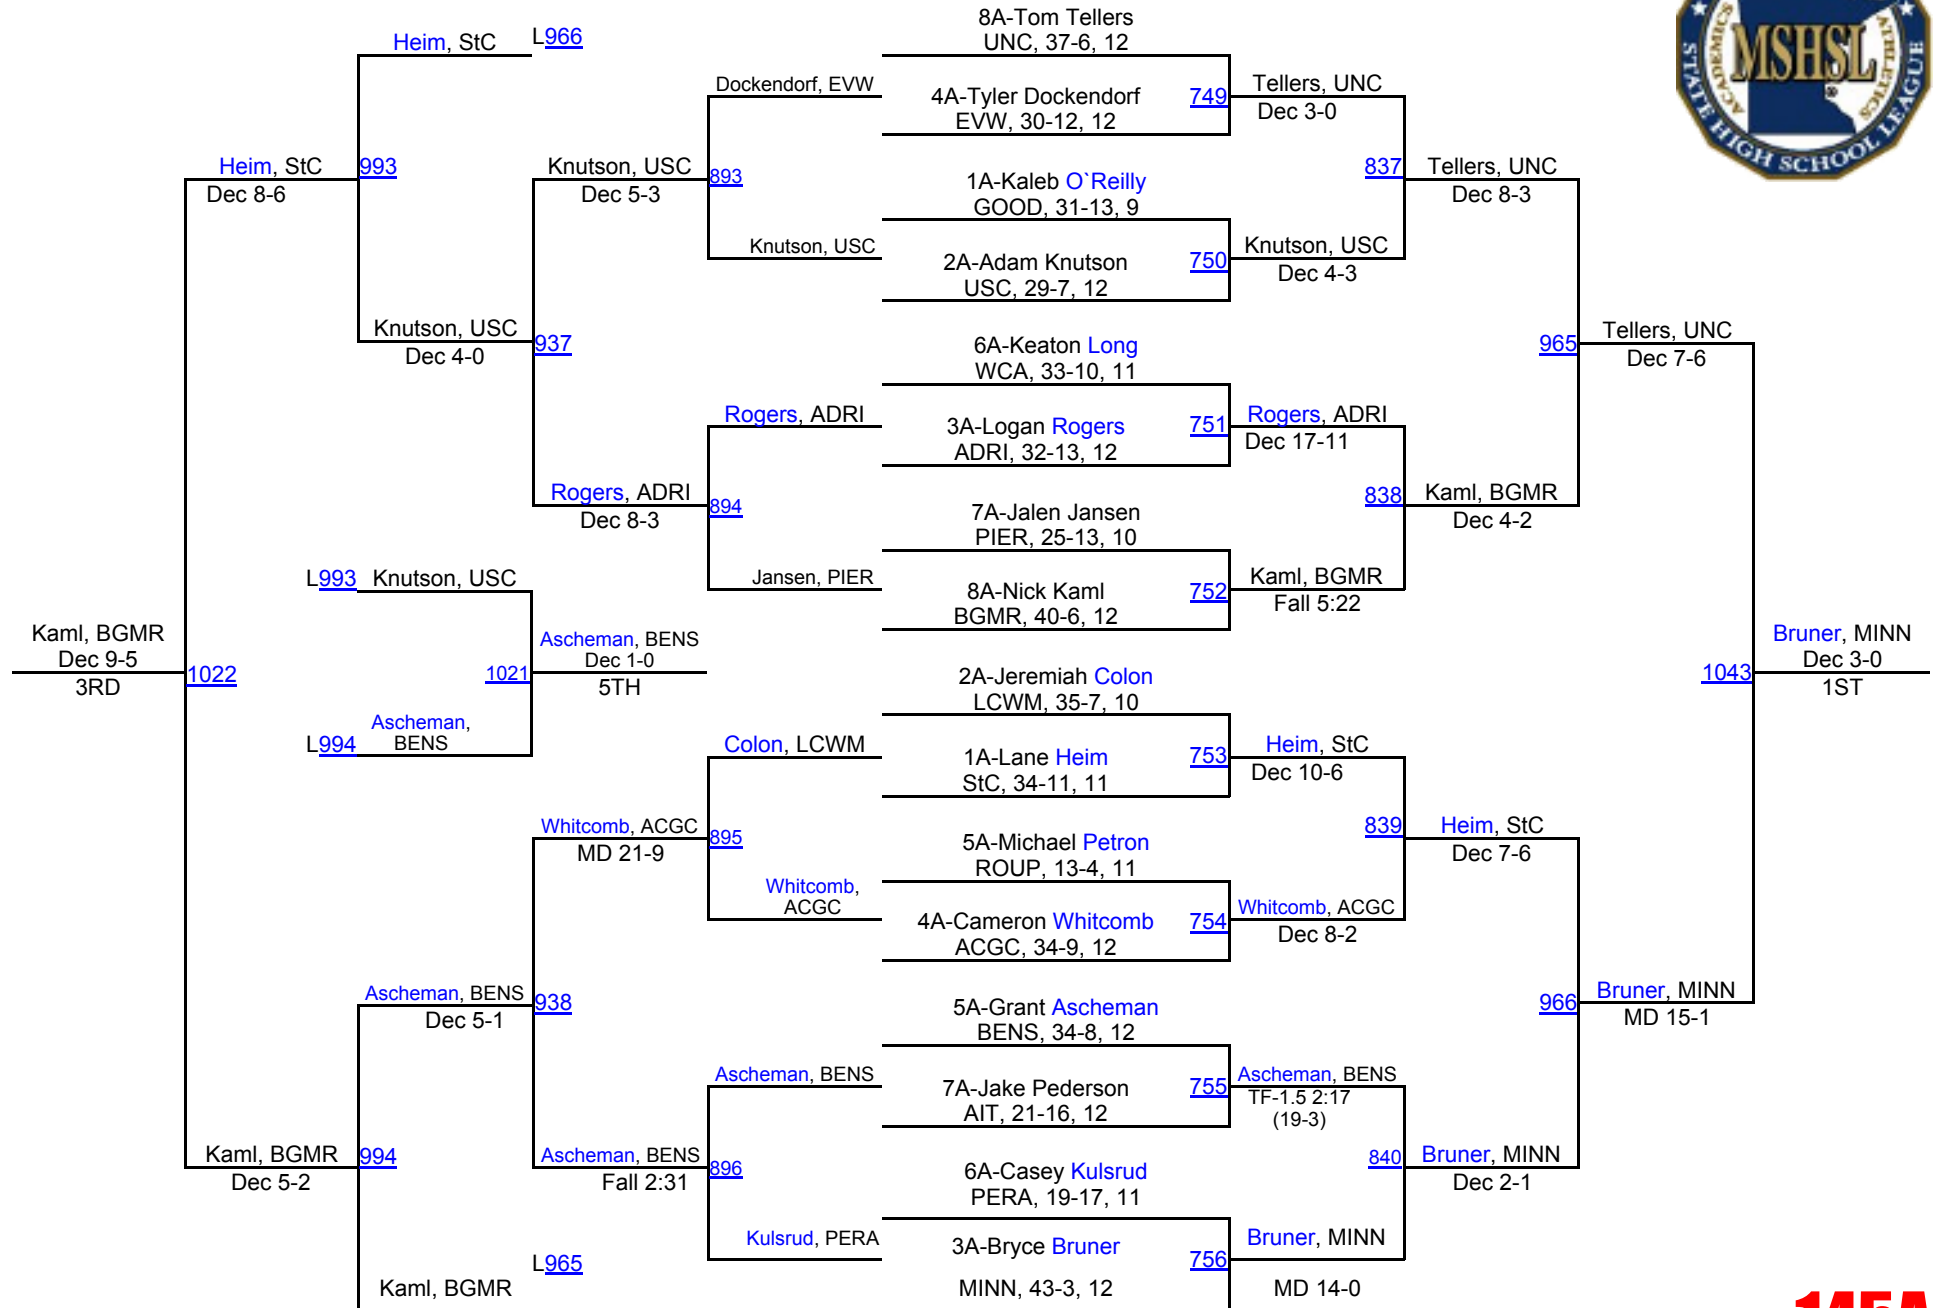 8A-Tom Tellers
UNC, 37-6, 12
4A-Tyler Dockendorf
EVW, 30-12, 12
1A-Kaleb O`Reilly
GOOD, 31-13, 9
2A-Adam Knutson
USC, 29-7, 12
6A-Keaton Long
WCA, 33-10, 11
3A-Logan Rogers
ADRI, 32-13, 12
7A-Jalen Jansen
PIER, 25-13, 10
8A-Nick Kaml
BGMR, 40-6, 12
2A-Jeremiah Colon
LCWM, 35-7, 10
1A-Lane Heim
StC, 34-11, 11
5A-Michael Petron
ROUP, 13-4, 11
4A-Cameron Whitcomb
ACGC, 34-9, 12
5A-Grant Ascheman
BENS, 34-8, 12
7A-Jake Pederson
AIT, 21-16, 12
6A-Casey Kulsrud
PERA, 19-17, 11
3A-Bryce Bruner
MINN, 43-3, 12
749
Tellers, UNC
Dec 3-0
750
Knutson, USC
Dec 4-3
751
Rogers, ADRI
Dec 17-11
752
Kaml, BGMR
Fall 5:22
753
Heim, StC
Dec 10-6
754
Whitcomb, ACGC
Dec 8-2
755
Ascheman, BENS
TF-1.5 2:17
(19-3)
756
Bruner, MINN
MD 14-0
837
Tellers, UNC
Dec 8-3
838
Kaml, BGMR
Dec 4-2
839
Heim, StC
Dec 7-6
840
Bruner, MINN
Dec 2-1
965
Tellers, UNC
Dec 7-6
966
Bruner, MINN
MD 15-1
1043
Bruner, MINN
Dec 3-0
1ST
Dockendorf, EVW
Knutson, USC
893
Knutson, USC
Dec 5-3
Rogers, ADRI
Jansen, PIER
894
Rogers, ADRI
Dec 8-3
Colon, LCWM
Whitcomb,
ACGC
895
Whitcomb, ACGC
MD 21-9
Ascheman, BENS
Kulsrud, PERA
896
Ascheman, BENS
Fall 2:31
937
Knutson, USC
Dec 4-0
938
Ascheman, BENS
Dec 5-1
L966
Heim, StC
993
Heim, StC
Dec 8-6
L965
Kaml, BGMR
994
Kaml, BGMR
Dec 5-2
L993
Knutson, USC
L994
Ascheman,
BENS
1021
Ascheman, BENS
Dec 1-0
5TH
1022
Kaml, BGMR
Dec 9-5
3RD
ACADEMICS
ATHLETICS
MSHSL
®
STATE HIGH SCHOOL LEAGUE
145A